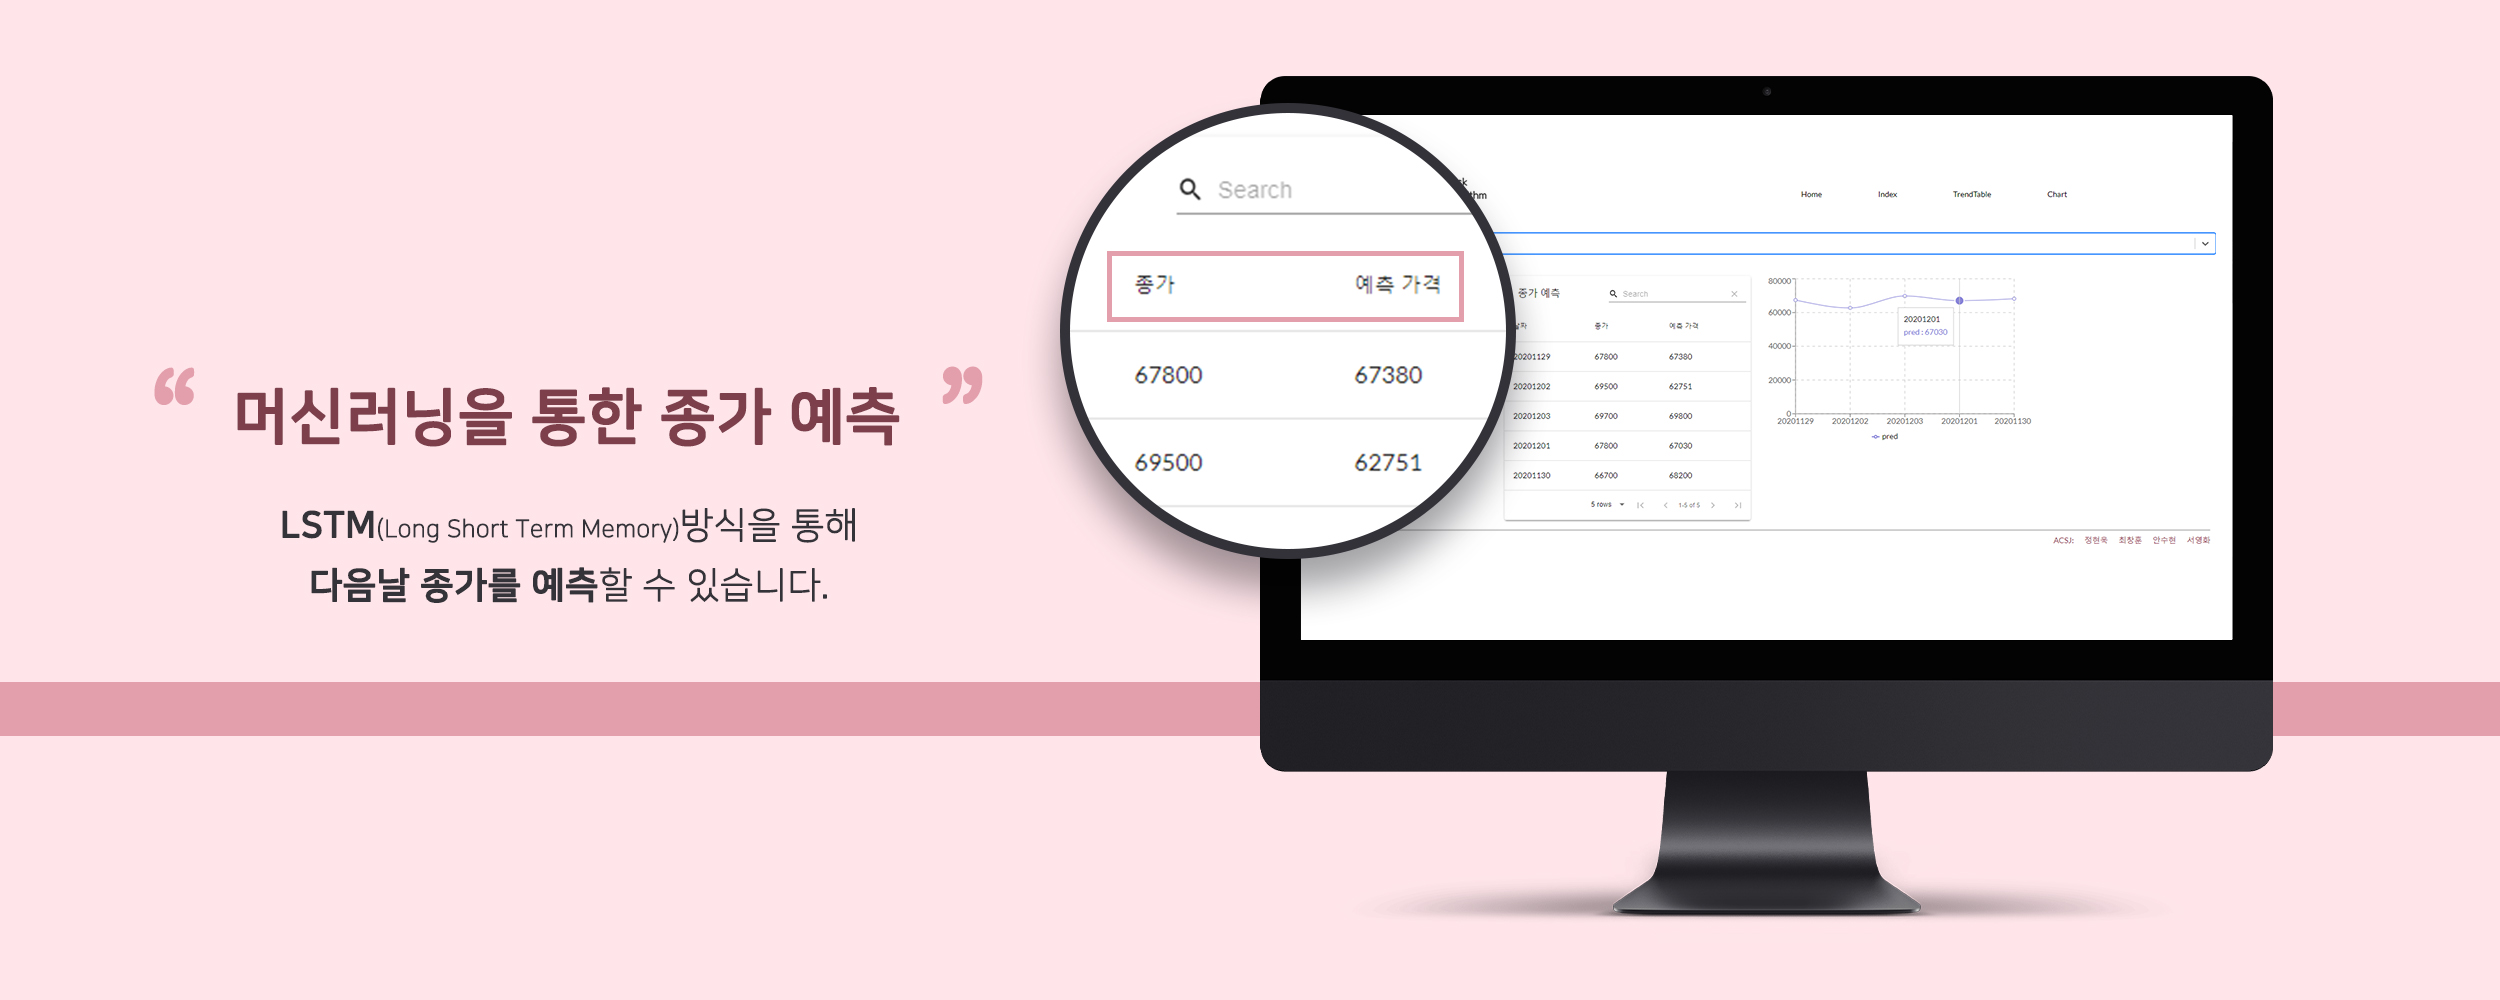 “ 머신러닝을 통한 종가 예측 ”
LSTM(Long Short Term Memory)방식을 통해
다음날 종가를 예측할 수 있습니다.
Search
종가 예측 가격
67800 67380
69500 62751
Home Index TrendTable Chart
종가 예측 Search
날짜 종가 예측 가격
20201129 67800 67380
20201202 69500 62751
20201203 69700 69800
20201201 67800 67030
20201130 66700 68200
5 rows 1-5 of 5
80000
60000
40000
20000
0
20201201
pred : 67030
20201129 20201202 20201203 20201201 20201130
pred
ACSJ: 정현욱 최창훈 안수현 서영화